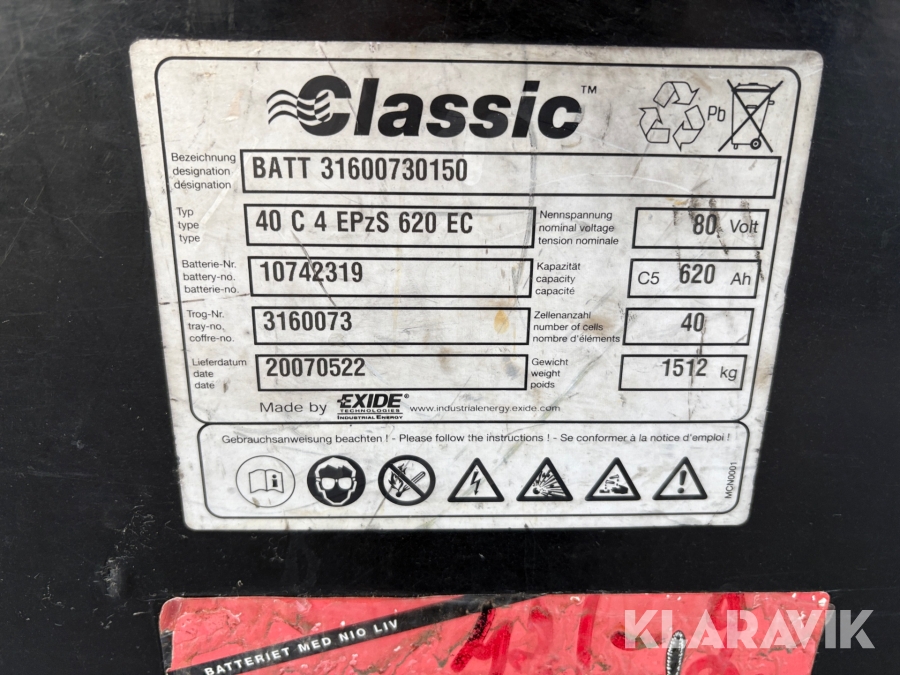 Classic™
Pb
Bezeichnung
designation
désignation
BATT 31600730150
Typ
type
type
40 C 4 EPzS 620 EC
Nennspannung
nominal voltage
tension nominale
80 Volt
Batterie-Nr.
battery-no.
batterie-no.
10742319
Kapazität
capacity
capacité
C5 620 Ah
Trog-Nr.
tray-no.
coffre-no.
3160073
Zellenanzahl
number of cells
nombre d'éléments
40
Lieferdatum
date
date
20070522
Gewicht
weight
poids
1512 kg
Made by EXIDE®
TECHNOLOGIES
INDUSTRIAL ENERGY
www.industrialenergy.exide.com
Gebrauchsanweisung beachten ! - Please follow the instructions ! - Se conformer à la notice d'emploi !
MCN0001
BATTERIET MED NIO LIV
KLARAVIK